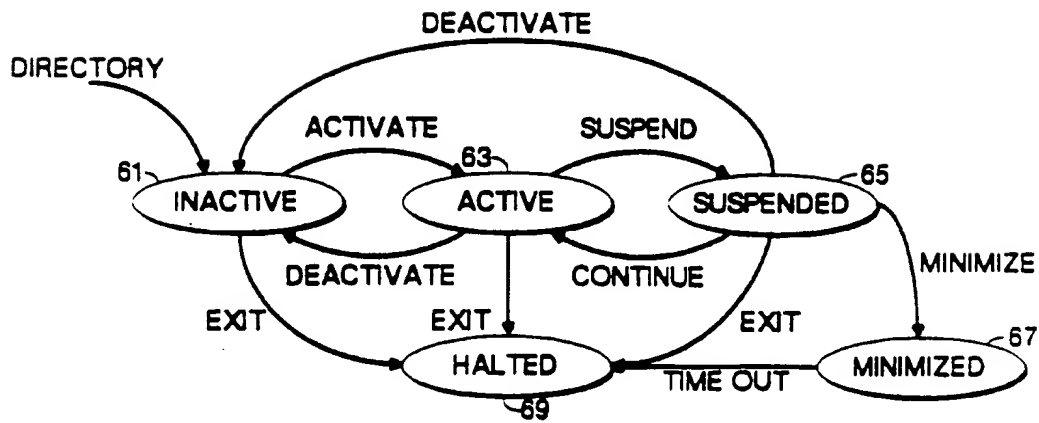 DEACTIVATE
DIRECTORY
ACTIVATE
SUSPEND
61
63
65
INACTIVE
ACTIVE
SUSPENDED
DEACTIVATE
CONTINUE
MINIMIZE
EXIT
EXIT
EXIT
67
HALTED
TIME OUT
MINIMIZED
69